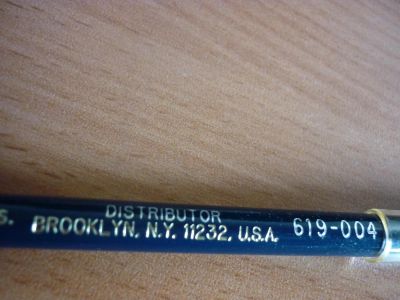 DISTRIBUTOR
S. BROOKLYN, N.Y. 11232, U.S.A. 619-004